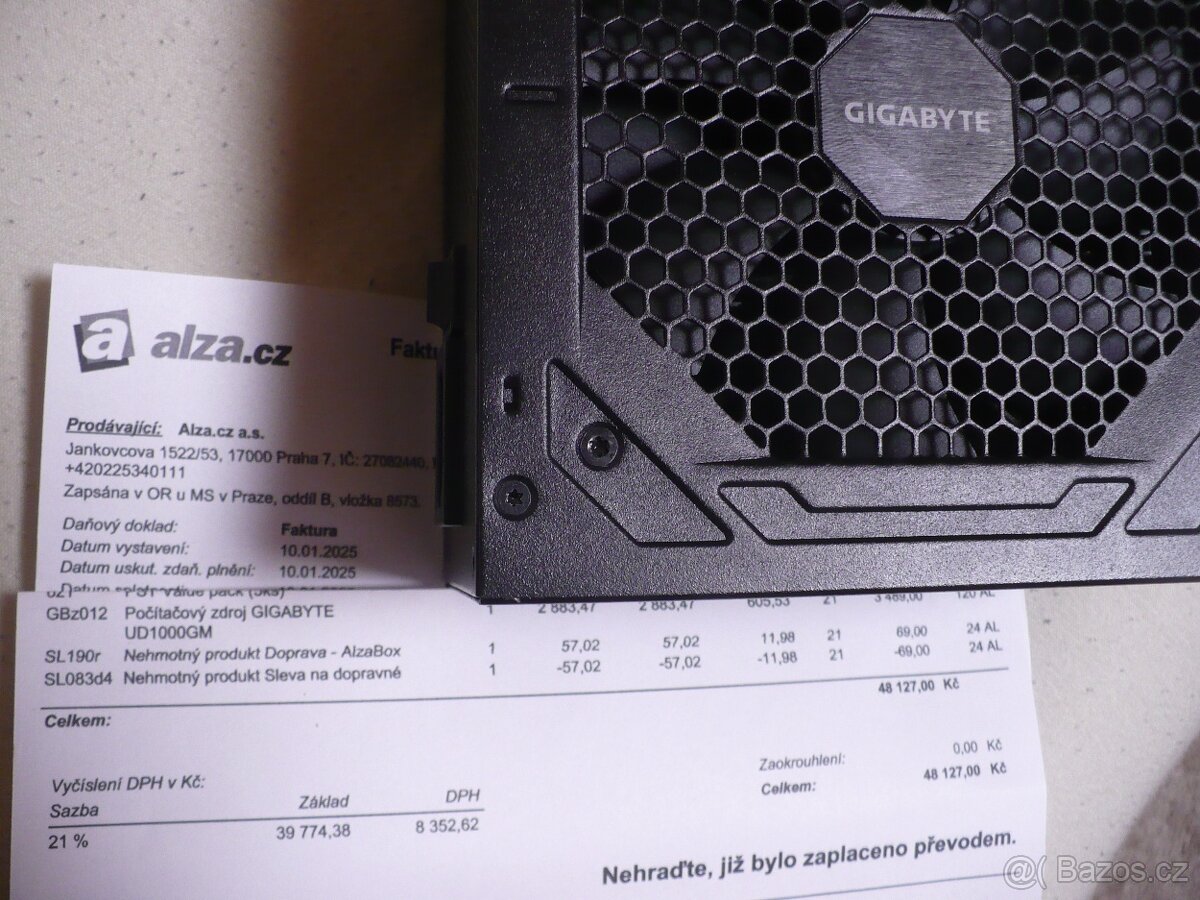 GIGABYTE
alza.cz
Prodávající: Alza.cz a.s.
Jankovcova 1522/53, 17000 Praha 7, IČ: 27082440,
+420225340111
Zapsána v OR u MS v Praze, oddíl B, vložka 8573.
Daňový doklad: Faktura
Datum vystavení: 10.01.2025
Datum uskut. zdaň. plnění: 10.01.2025
GBz012 Počítačový zdroj GIGABYTE 1 2 883,47 2 883,47 605,53 21 3 489,00 120 AL
UD1000GM
SL190r Nehmotný produkt Doprava - AlzaBox 1 57,02 57,02 11,98 21 69,00 24 AL
SL083d4 Nehmotný produkt Sleva na dopravné 1 -57,02 -57,02 -11,98 21 -69,00 24 AL
48 127,00 Kč
Celkem:
Vyčíslení DPH v Kč:
Sazba Základ DPH
21 % 39 774,38 8 352,62
Zaokrouhlení: 0,00 Kč
Celkem: 48 127,00 Kč
Nehraďte, již bylo zaplaceno převodem.
@( Bazos.cz